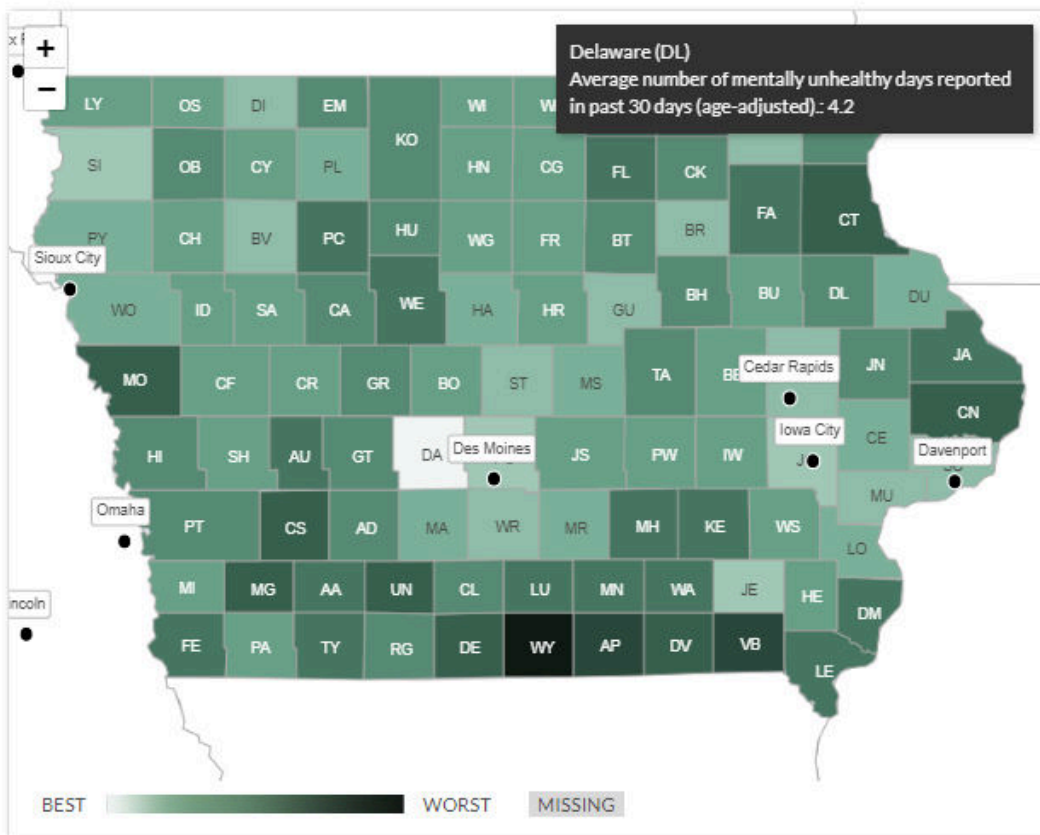 +
−
Delaware (DL)
Average number of mentally unhealthy days reported
in past 30 days (age-adjusted).: 4.2
LY OS DI EM KO WI
SI OB CY PL HN CG FL CK
PY CH BV PC HU WG FR BT BR FA CT
Sioux City
WO ID SA CA WE HA HR GU BH BU DL DU
MO CF CR GR BO ST MS TA Cedar Rapids JN JA
CN
HI SH AU GT DA Des Moines JS PW IW Iowa City CE Davenport
Omaha
PT CS AD MA WR MR MH KE WS MU
LO
MI MG AA UN CL LU MN WA JE HE DM
FE PA TY RG DE WY AP DV VB LE
BEST WORST MISSING